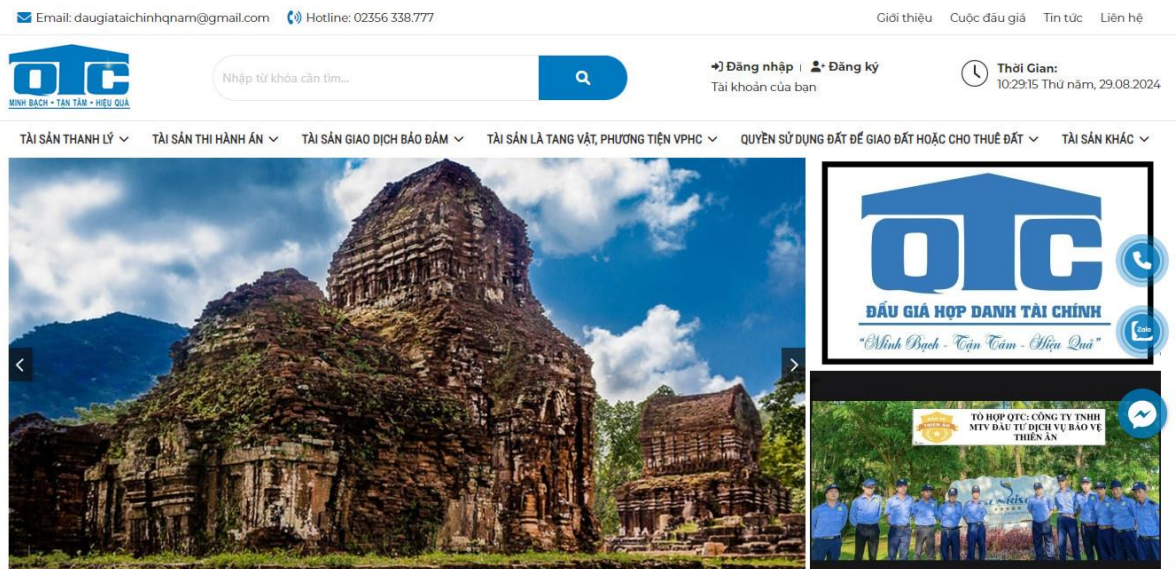 Email: daugiataichinhqnam@gmail.com
Hotline: 02356 338.777
Giới thiệu
Cuộc đấu giá
Tin tức
Liên hệ
QTC
MINH BẠCH • TẬN TÂM • HIỆU QUẢ
Nhập từ khóa cần tìm...
Đăng nhập | Đăng ký
Tài khoản của bạn
Thời Gian:
10:29:15 Thứ năm, 29.08.2024
TÀI SẢN THANH LÝ
TÀI SẢN THI HÀNH ÁN
TÀI SẢN GIAO DỊCH BẢO ĐẢM
TÀI SẢN LÀ TANG VẬT, PHƯƠNG TIỆN VPHC
QUYỀN SỬ DỤNG ĐẤT ĐỂ GIAO ĐẤT HOẶC CHO THUÊ ĐẤT
TÀI SẢN KHÁC
QTC
ĐẤU GIÁ HỢP DANH TÀI CHÍNH
“Minh Bạch - Tận Tâm - Hiệu Quả”
Zalo
THIÊN ÂN
TỔ HỢP QTC: CÔNG TY TNHH
MTV ĐẦU TƯ DỊCH VỤ BẢO VỆ
THIÊN ÂN